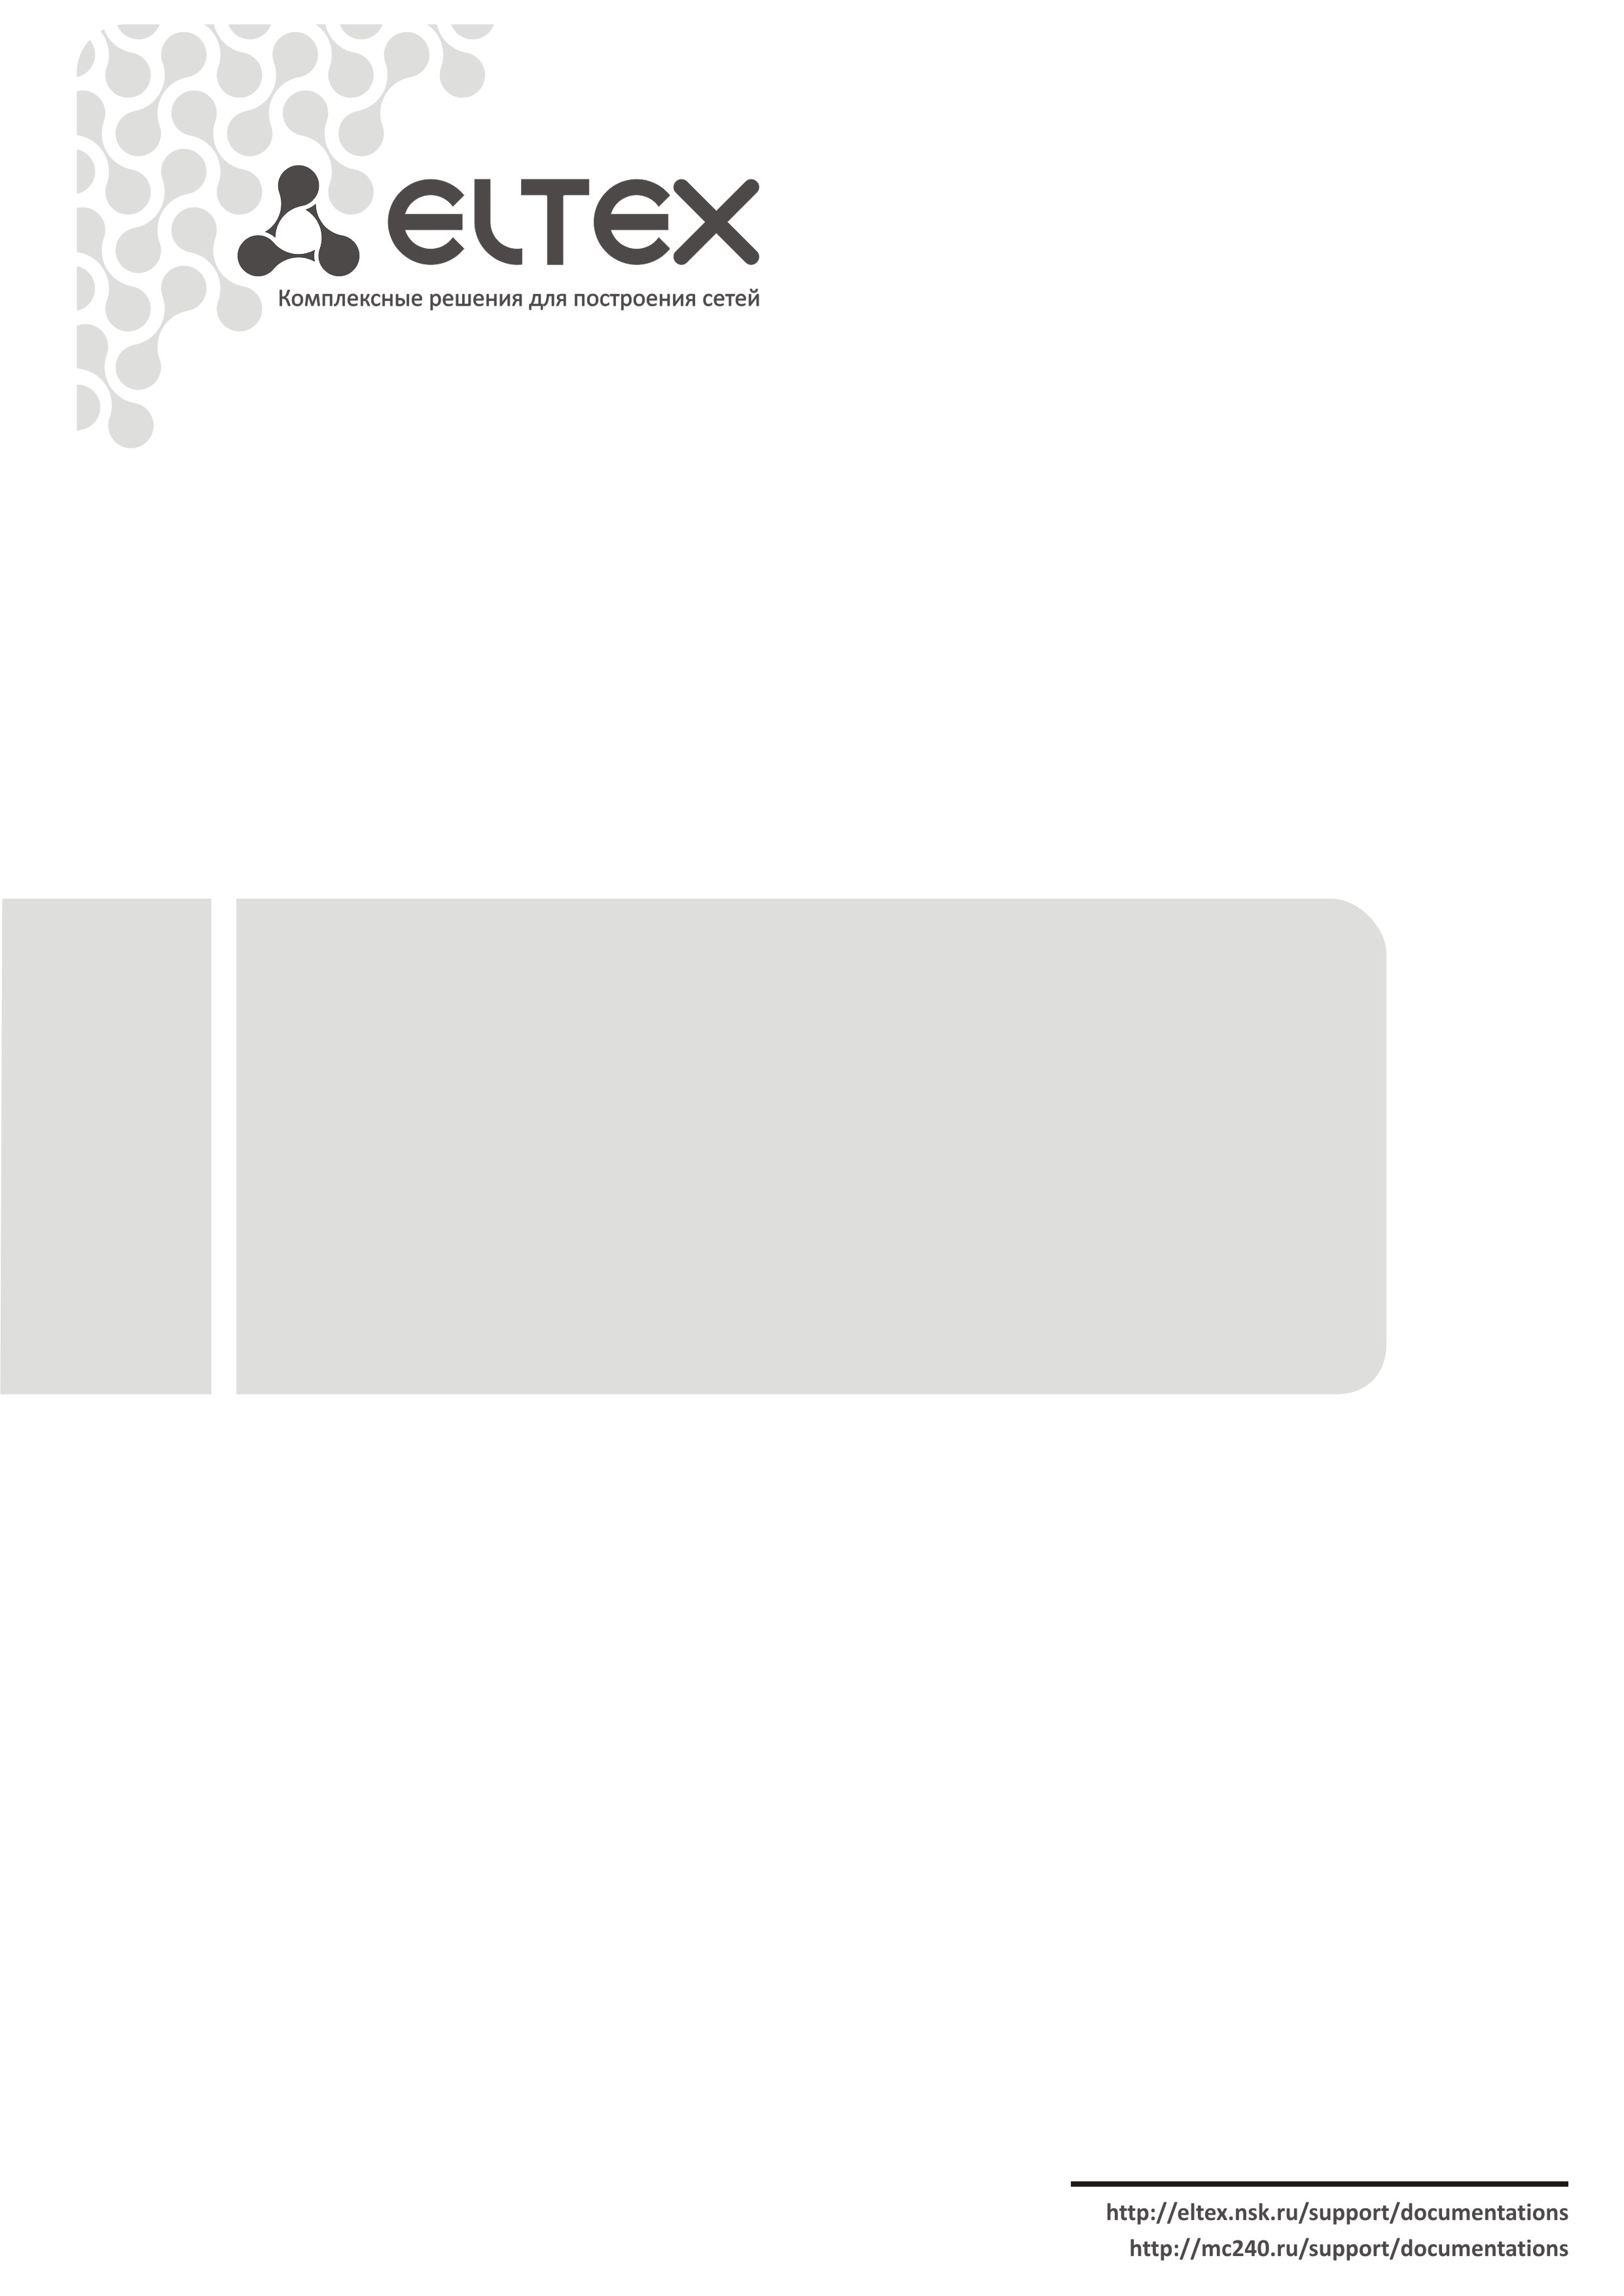 ELTEX
Комплексные решения для построения сетей
http://eltex.nsk.ru/support/documentations
http://mc240.ru/support/documentations